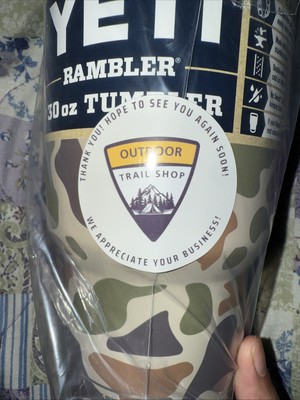 YETI
RAMBLER®
30 oz TUMBLER
THANK YOU! HOPE TO SEE YOU AGAIN SOON!
OUTDOOR
TRAIL SHOP
WE APPRECIATE YOUR BUSINESS!